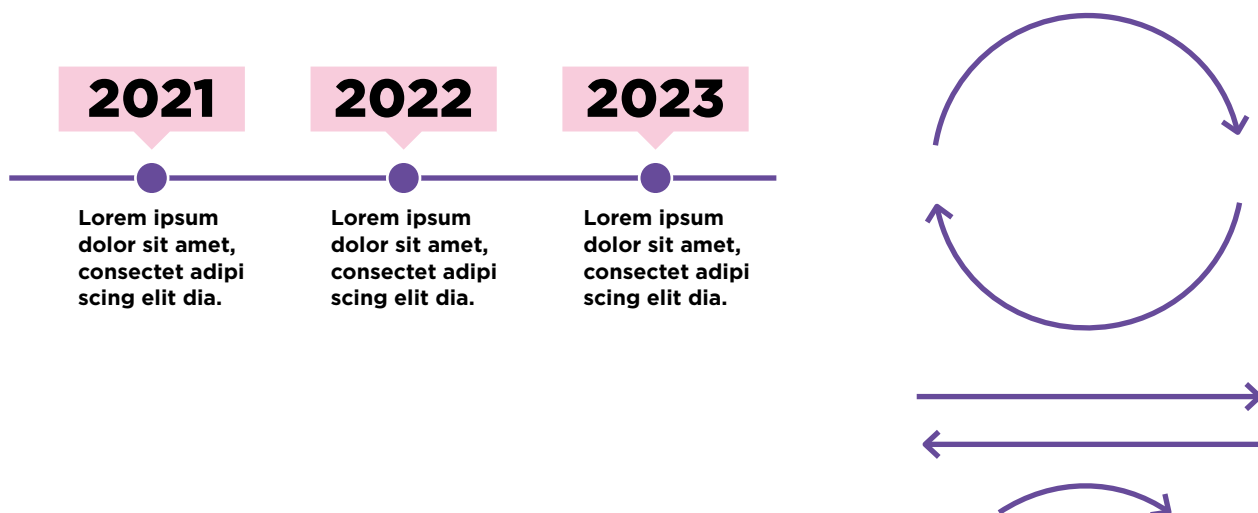 2021
Lorem ipsum
dolor sit amet,
consectet adipi
scing elit dia.
2022
Lorem ipsum
dolor sit amet,
consectet adipi
scing elit dia.
2023
Lorem ipsum
dolor sit amet,
consectet adipi
scing elit dia.